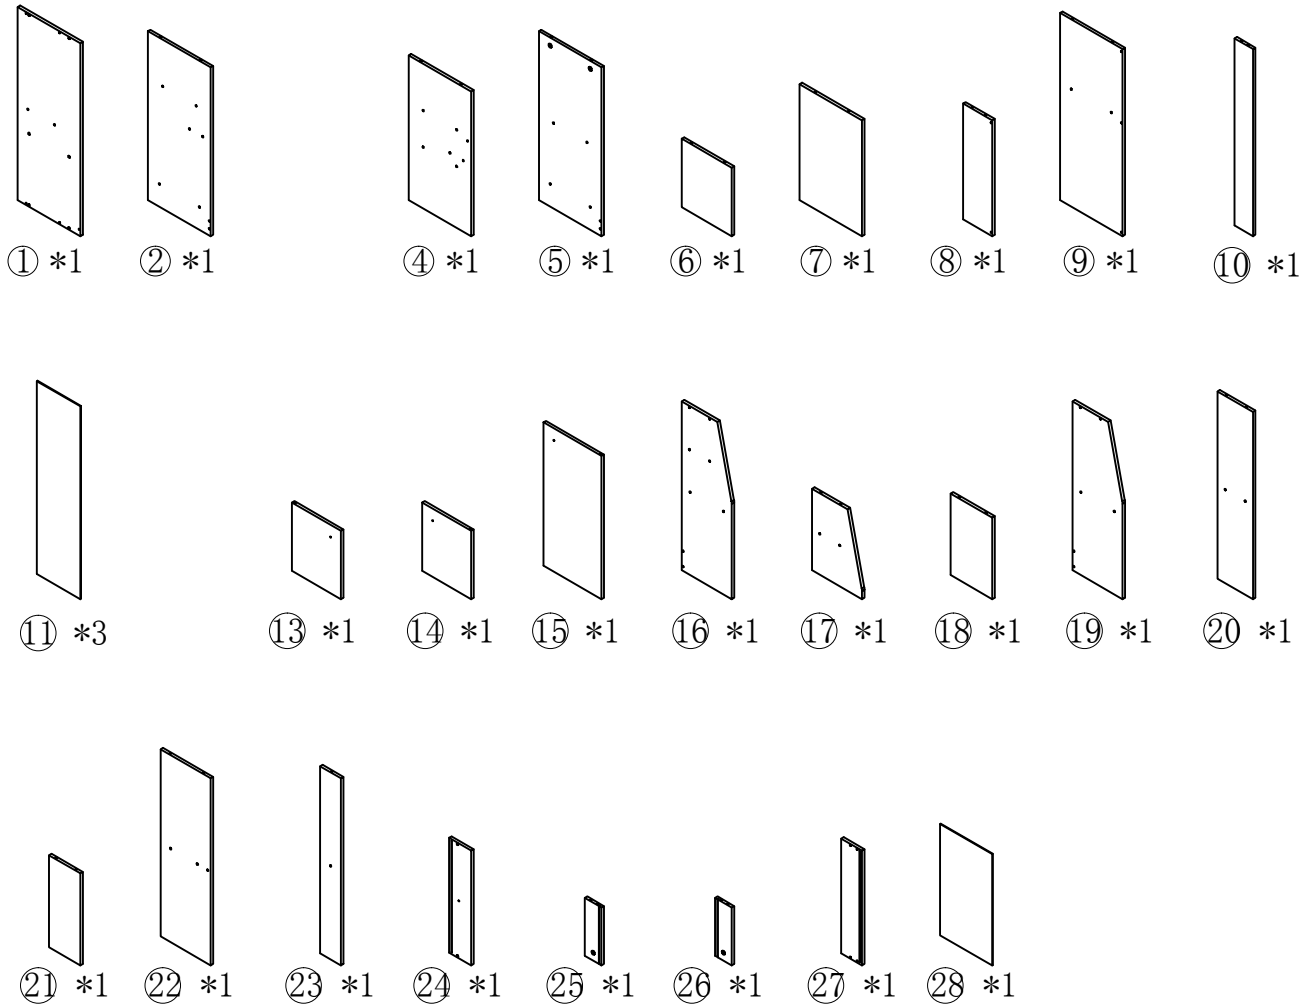 ① *1 ② *1 ④ *1 ⑤ *1 ⑥ *1 ⑦ *1 ⑧ *1 ⑨ *1 ⑩ *1
⑪ *3 ⑬ *1 ⑭ *1 ⑮ *1 ⑯ *1 ⑰ *1 ⑱ *1 ⑲ *1 ⑳ *1
㉑ *1 ㉒ *1 ㉓ *1 ㉔ *1 ㉕ *1 ㉖ *1 ㉗ *1 ㉘ *1